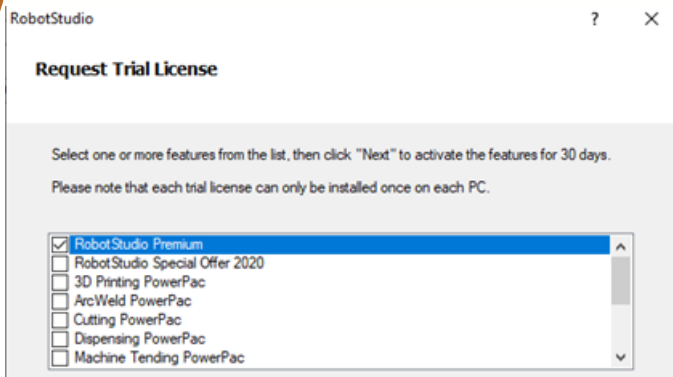 RobotStudio ?
Request Trial License
Select one or more features from the list, then click "Next" to activate the features for 30 days.
Please note that each trial license can only be installed once on each PC.
RobotStudio Premium
RobotStudio Special Offer 2020
3D Printing PowerPac
ArcWeld PowerPac
Cutting PowerPac
Dispensing PowerPac
Machine Tending PowerPac